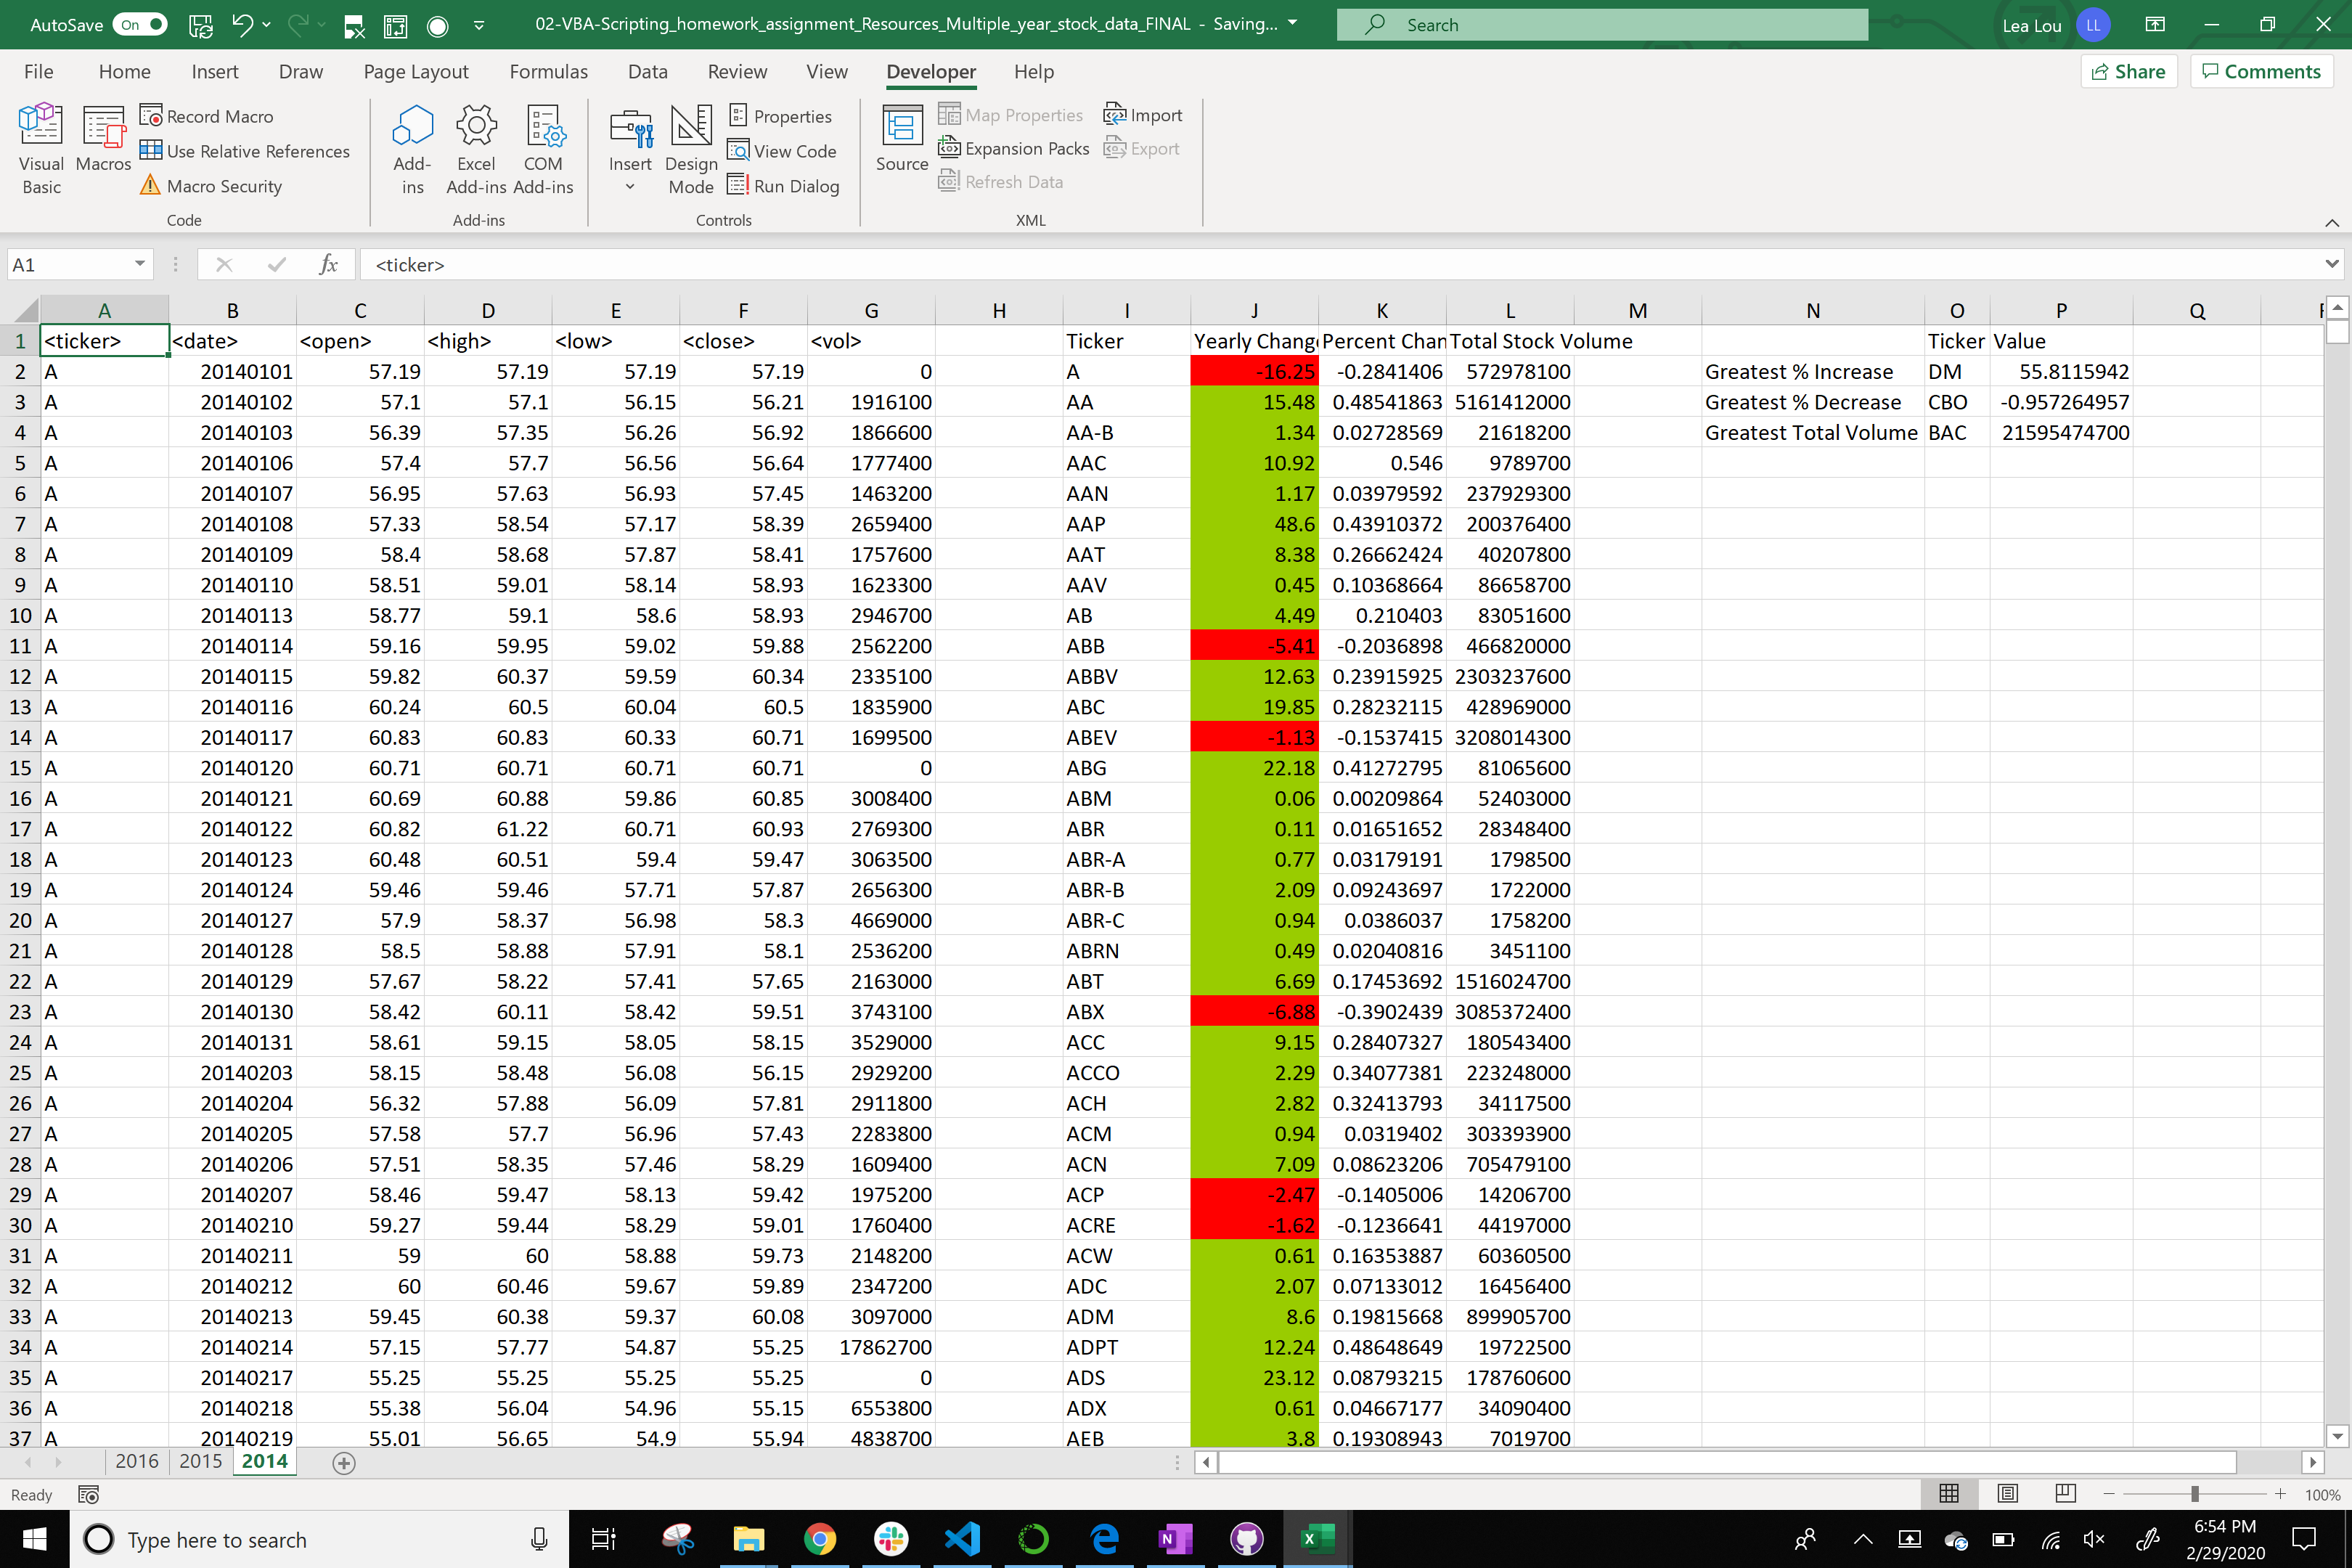 AutoSave On 02-VBA-Scripting_homework_assignment_Resources_Multiple_year_stock_data_FINAL - Saving... Search Lea Lou LL
File Home Insert Draw Page Layout Formulas Data Review View Developer Help Share Comments
Visual Basic Macros Record Macro Use Relative References Macro Security Code
Add-ins Excel Add-ins COM Add-ins Add-ins
Insert Design Mode Properties View Code Run Dialog Controls
Source Map Properties Expansion Packs Refresh Data Import Export XML
A1 fx <ticker>
A B C D E F G H I J K L M N O P Q
1 <ticker> <date> <open> <high> <low> <close> <vol> Ticker Yearly Chang Percent Chan Total Stock Volume Ticker Value
2 A 20140101 57.19 57.19 57.19 57.19 0 A -16.25 -0.2841406 572978100 Greatest % Increase DM 55.8115942
3 A 20140102 57.1 57.1 56.15 56.21 1916100 AA 15.48 0.48541863 5161412000 Greatest % Decrease CBO -0.957264957
4 A 20140103 56.39 57.35 56.26 56.92 1866600 AA-B 1.34 0.02728569 21618200 Greatest Total Volume BAC 21595474700
5 A 20140106 57.4 57.7 56.56 56.64 1777400 AAC 10.92 0.546 9789700
6 A 20140107 56.95 57.63 56.93 57.45 1463200 AAN 1.17 0.03979592 237929300
7 A 20140108 57.33 58.54 57.17 58.39 2659400 AAP 48.6 0.43910372 200376400
8 A 20140109 58.4 58.68 57.87 58.41 1757600 AAT 8.38 0.26662424 40207800
9 A 20140110 58.51 59.01 58.14 58.93 1623300 AAV 0.45 0.10368664 86658700
10 A 20140113 58.77 59.1 58.6 58.93 2946700 AB 4.49 0.210403 83051600
11 A 20140114 59.16 59.95 59.02 59.88 2562200 ABB -5.41 -0.2036898 466820000
12 A 20140115 59.82 60.37 59.59 60.34 2335100 ABBV 12.63 0.23915925 2303237600
13 A 20140116 60.24 60.5 60.04 60.5 1835900 ABC 19.85 0.28232115 428969000
14 A 20140117 60.83 60.83 60.33 60.71 1699500 ABEV -1.13 -0.1537415 3208014300
15 A 20140120 60.71 60.71 60.71 60.71 0 ABG 22.18 0.41272795 81065600
16 A 20140121 60.69 60.88 59.86 60.85 3008400 ABM 0.06 0.00209864 52403000
17 A 20140122 60.82 61.22 60.71 60.93 2769300 ABR 0.11 0.01651652 28348400
18 A 20140123 60.48 60.51 59.4 59.47 3063500 ABR-A 0.77 0.03179191 1798500
19 A 20140124 59.46 59.46 57.71 57.87 2656300 ABR-B 2.09 0.09243697 1722000
20 A 20140127 57.9 58.37 56.98 58.3 4669000 ABR-C 0.94 0.0386037 1758200
21 A 20140128 58.5 58.88 57.91 58.1 2536200 ABRN 0.49 0.02040816 3451100
22 A 20140129 57.67 58.22 57.41 57.65 2163000 ABT 6.69 0.17453692 1516024700
23 A 20140130 58.42 60.11 58.42 59.51 3743100 ABX -6.88 -0.3902439 3085372400
24 A 20140131 58.61 59.15 58.05 58.15 3529000 ACC 9.15 0.28407327 180543400
25 A 20140203 58.15 58.48 56.08 56.15 2929200 ACCO 2.29 0.34077381 223248000
26 A 20140204 56.32 57.88 56.09 57.81 2911800 ACH 2.82 0.32413793 34117500
27 A 20140205 57.58 57.7 56.96 57.43 2283800 ACM 0.94 0.0319402 303393900
28 A 20140206 57.51 58.35 57.46 58.29 1609400 ACN 7.09 0.08623206 705479100
29 A 20140207 58.46 59.47 58.13 59.42 1975200 ACP -2.47 -0.1405006 14206700
30 A 20140210 59.27 59.44 58.29 59.01 1760400 ACRE -1.62 -0.1236641 44197000
31 A 20140211 59 60 58.88 59.73 2148200 ACW 0.61 0.16353887 60360500
32 A 20140212 60 60.46 59.67 59.89 2347200 ADC 2.07 0.07133012 16456400
33 A 20140213 59.45 60.38 59.37 60.08 3097000 ADM 8.6 0.19815668 899905700
34 A 20140214 57.15 57.77 54.87 55.25 17862700 ADPT 12.24 0.48648649 19722500
35 A 20140217 55.25 55.25 55.25 55.25 0 ADS 23.12 0.08793215 178760600
36 A 20140218 55.38 56.04 54.96 55.15 6553800 ADX 0.61 0.04667177 34090400
37 A 20140219 55.01 56.65 54.9 55.94 4838700 AEB 3.8 0.19308943 7019700
2016 2015 2014
Ready 100%
Type here to search 6:54 PM
2/29/2020